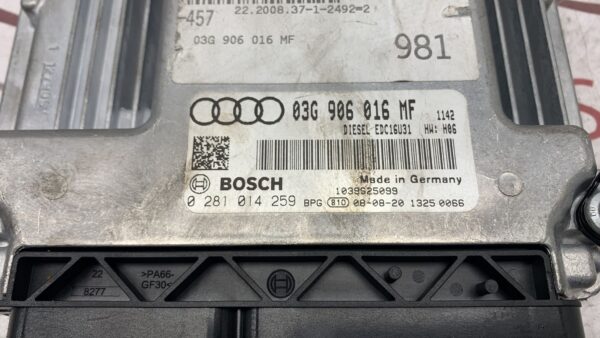 22.2008.37-1-2492=2
457
03G 906 016 MF
981
03G 906 016 MF 1142
DIESEL EDC16U31 HW: H06
Made in Germany
BOSCH 1039S25099
0 281 014 259 BPG 810 08-08-20 1325 0066
22 >PA66-
8277 GF30<